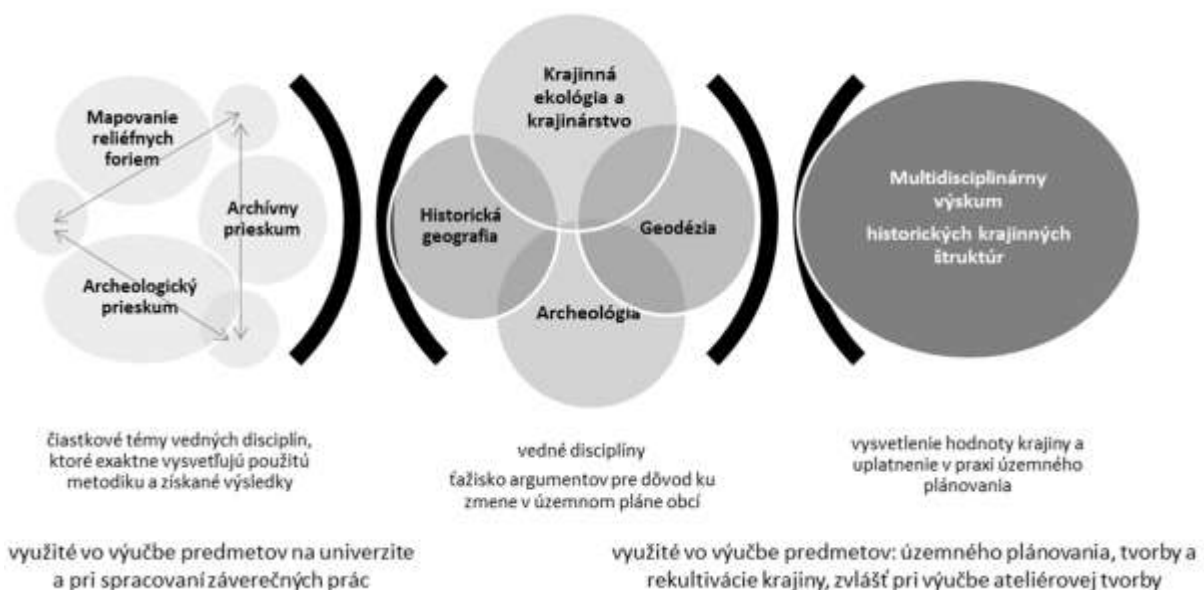 Mapovanie
reliéfnych
foriem
Archívny
prieskum
Archeologický
prieskum
Krajinná
ekológia a
krajinárstvo
Historická
geografia
Geodézia
Archeológia
Multidisciplinárny
výskum
historických krajinných
štruktúr
čiastkové témy vedných disciplín,
ktoré exaktne vysvetľujú použitú
metodiku a získané výsledky
vedné disciplíny
ťažisko argumentov pre dôvod ku
zmene v územnom pláne obcí
vysvetlenie hodnoty krajiny a
uplatnenie v praxi územného
plánovania
využité vo výučbe predmetov na univerzite
a pri spracovaní záverečných prác
využité vo výučbe predmetov: územného plánovania, tvorby a
rekultivácie krajiny, zvlášť pri výučbe ateliérovej tvorby